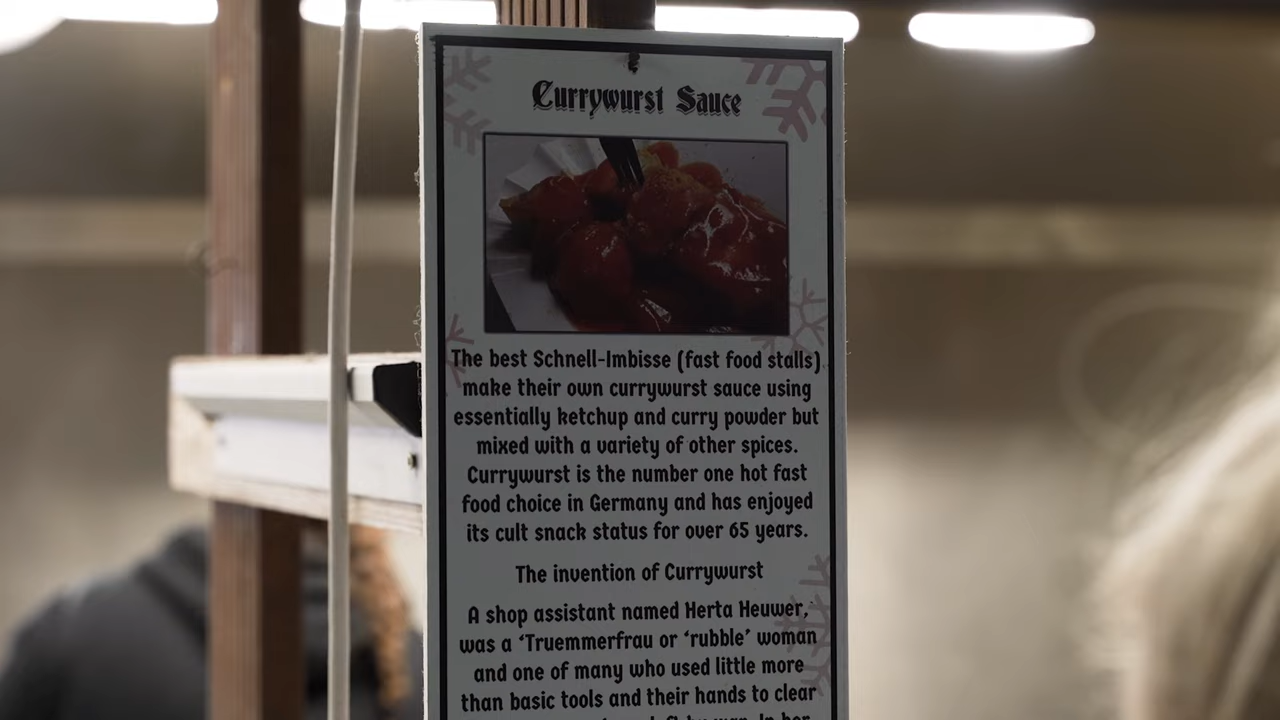 Currywurst Sauce
The best Schnell-Imbisse (fast food stalls)
make their own currywurst sauce using
essentially ketchup and curry powder but
mixed with a variety of other spices.
Currywurst is the number one hot fast
food choice in Germany and has enjoyed
its cult snack status for over 65 years.
The invention of Currywurst
A shop assistant named Herta Heuwer,
was a ‘Truemmerfrau or ‘rubble’ woman
and one of many who used little more
than basic tools and their hands to clear
by war. In her